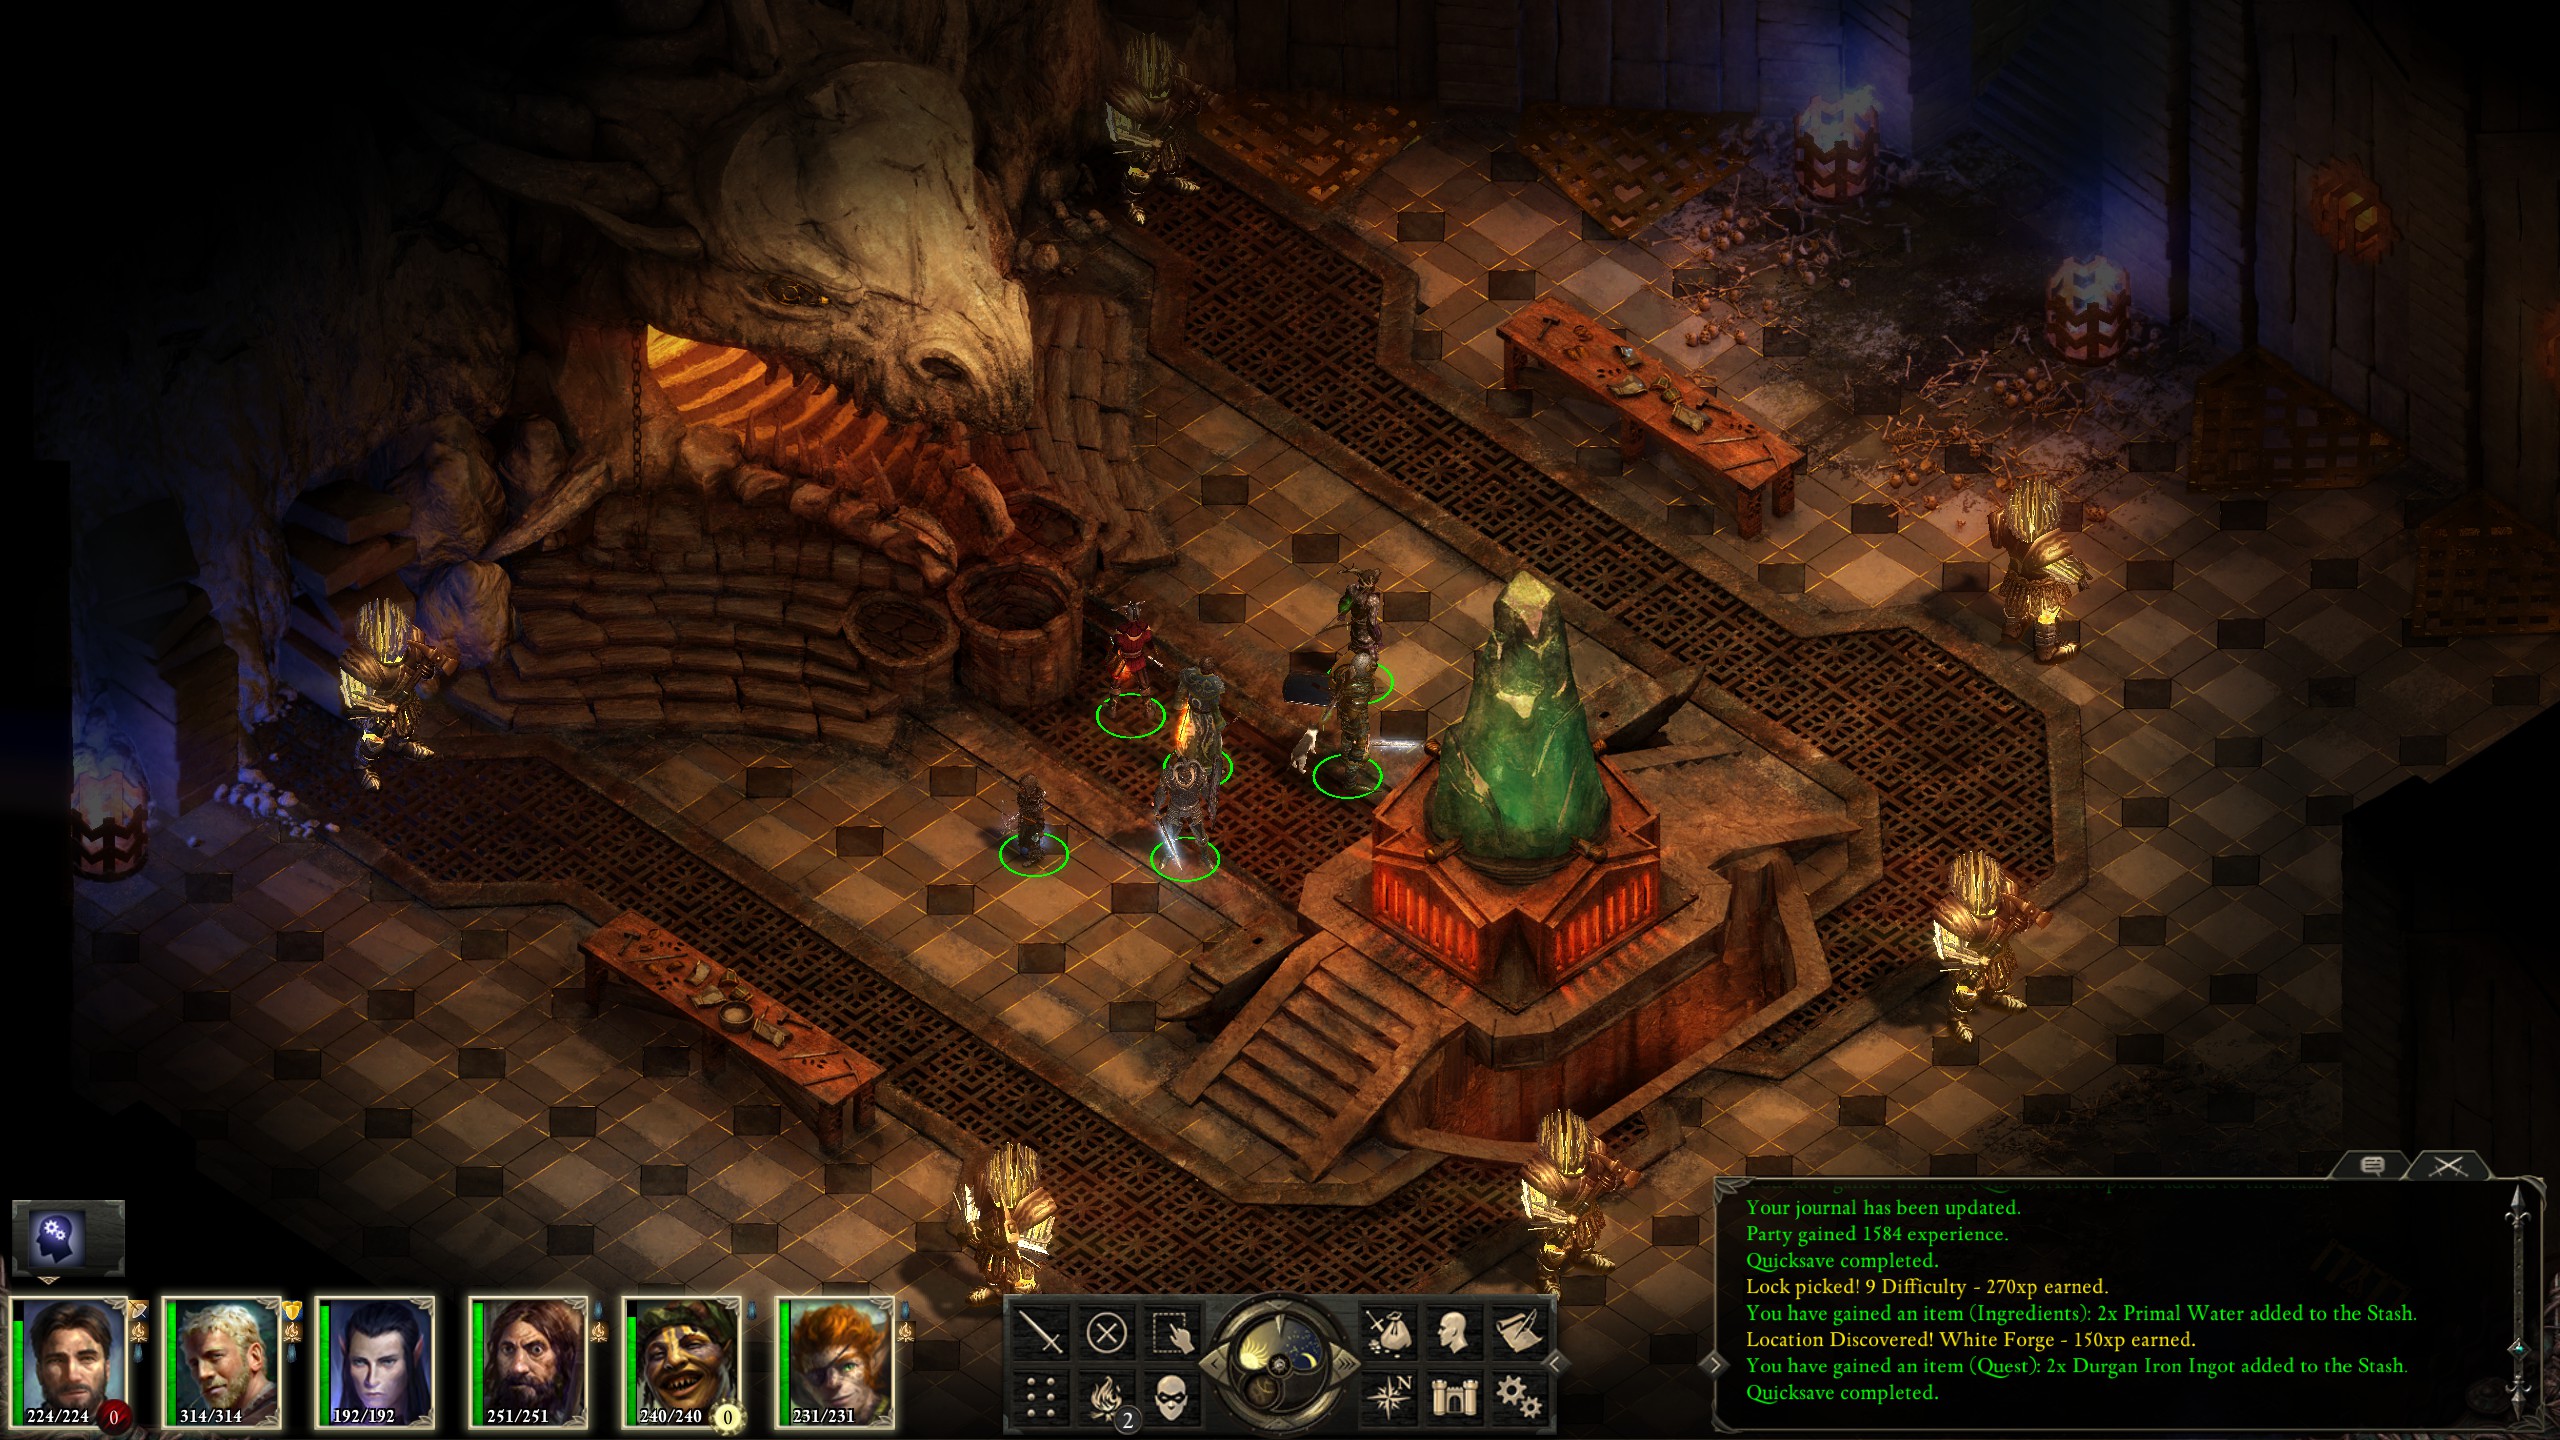 Your journal has been updated.
Party gained 1584 experience.
Quicksave completed.
Lock picked! 9 Difficulty - 270xp earned.
You have gained an item (Ingredients): 2x Primal Water added to the Stash.
Location Discovered! White Forge - 150xp earned.
You have gained an item (Quest): 2x Durgan Iron Ingot added to the Stash.
Quicksave completed.
224/224 0
314/314
192/192
251/251
240/240 0
231/231
2
N